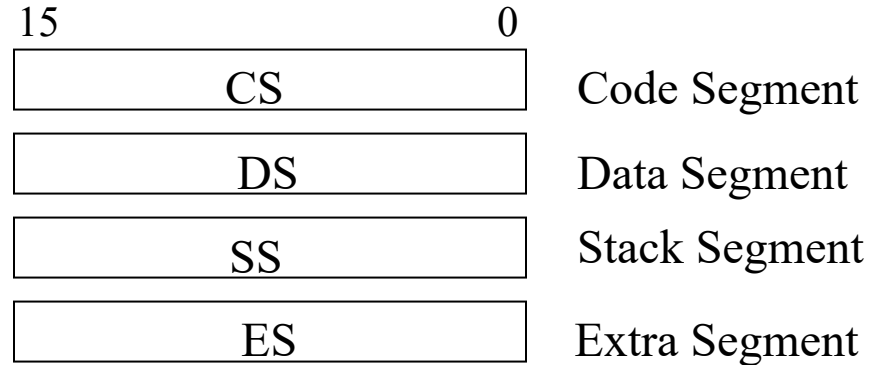 15 0
CS Code Segment
DS Data Segment
SS Stack Segment
ES Extra Segment